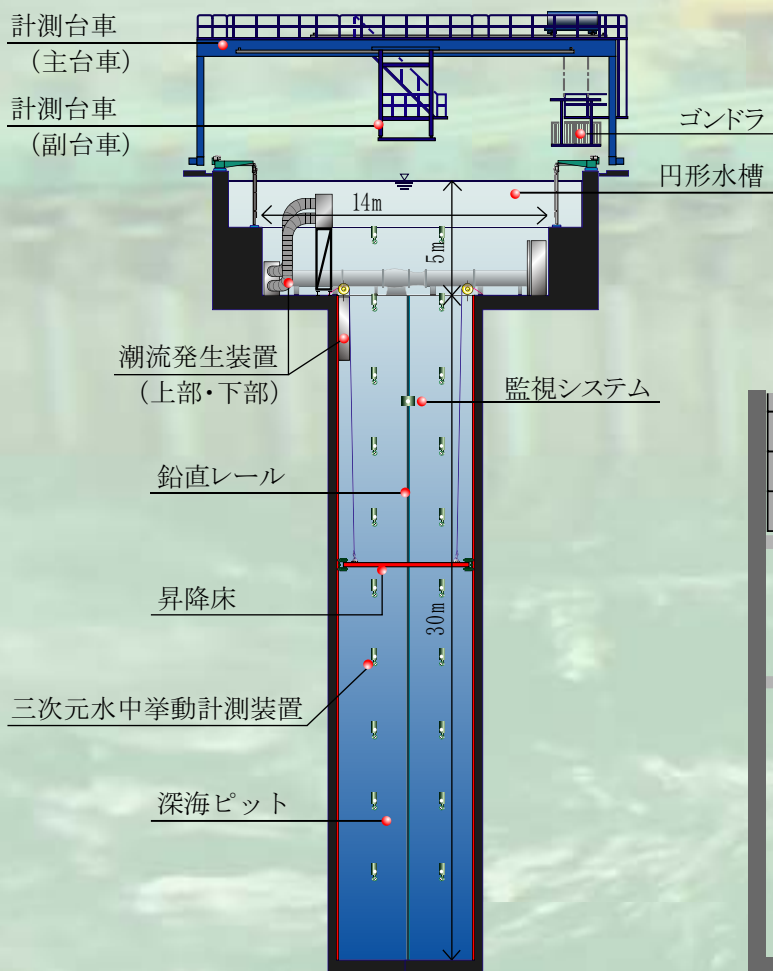 計測台車
(主台車)
計測台車
(副台車)
ゴンドラ
円形水槽
14m
5m
潮流発生装置
(上部・下部)
監視システム
鉛直レール
昇降床
30m
三次元水中挙動計測装置
深海ピット